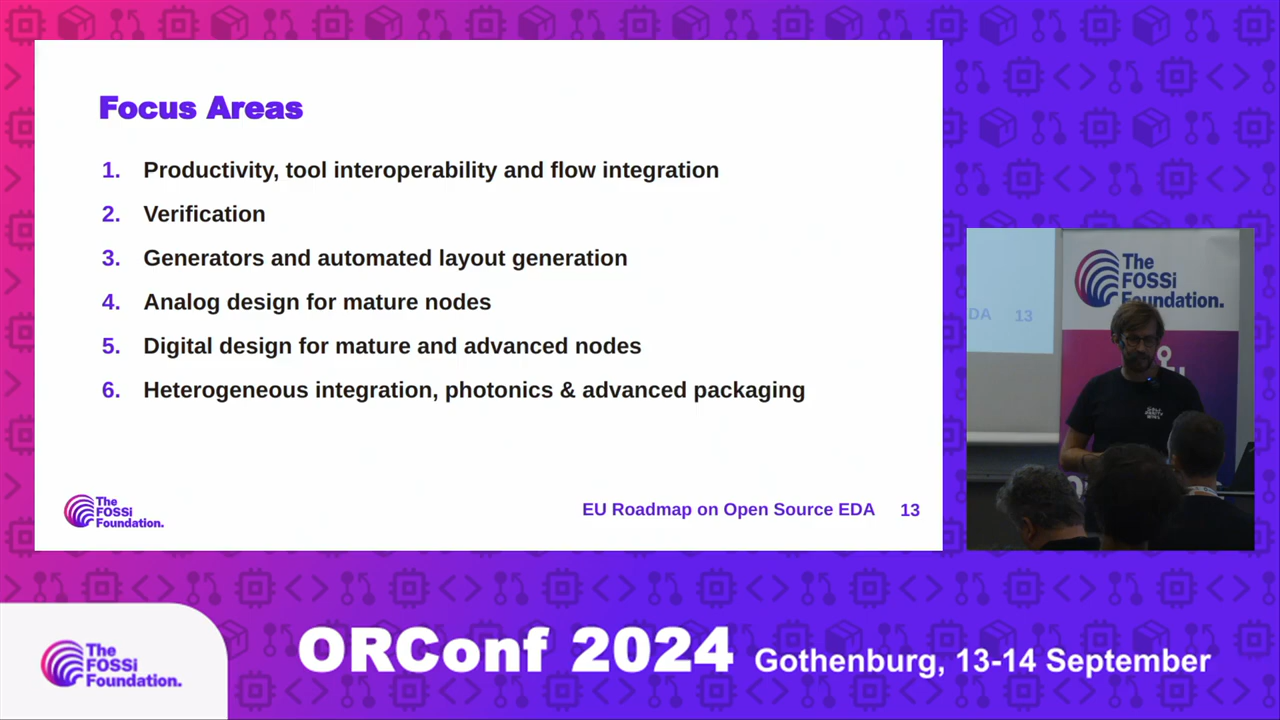 Focus Areas
1. Productivity, tool interoperability and flow integration
2. Verification
3. Generators and automated layout generation
4. Analog design for mature nodes
5. Digital design for mature and advanced nodes
6. Heterogeneous integration, photonics & advanced packaging
The
FOSSi
Foundation.
EU Roadmap on Open Source EDA 13
The
FOSSi
Foundation.
DA 13
The
FOSSi
Foundation.
ORConf 2024 Gothenburg, 13-14 September